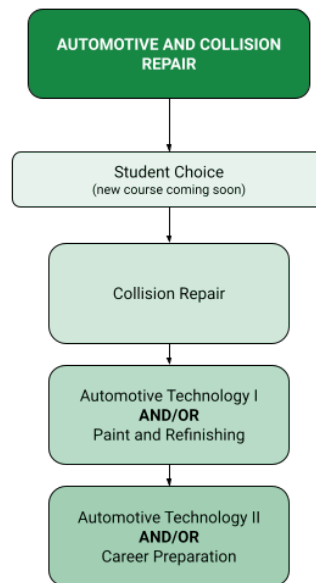 AUTOMOTIVE AND COLLISION
REPAIR
Student Choice
(new course coming soon)
Collision Repair
Automotive Technology I
AND/OR
Paint and Refinishing
Automotive Technology II
AND/OR
Career Preparation